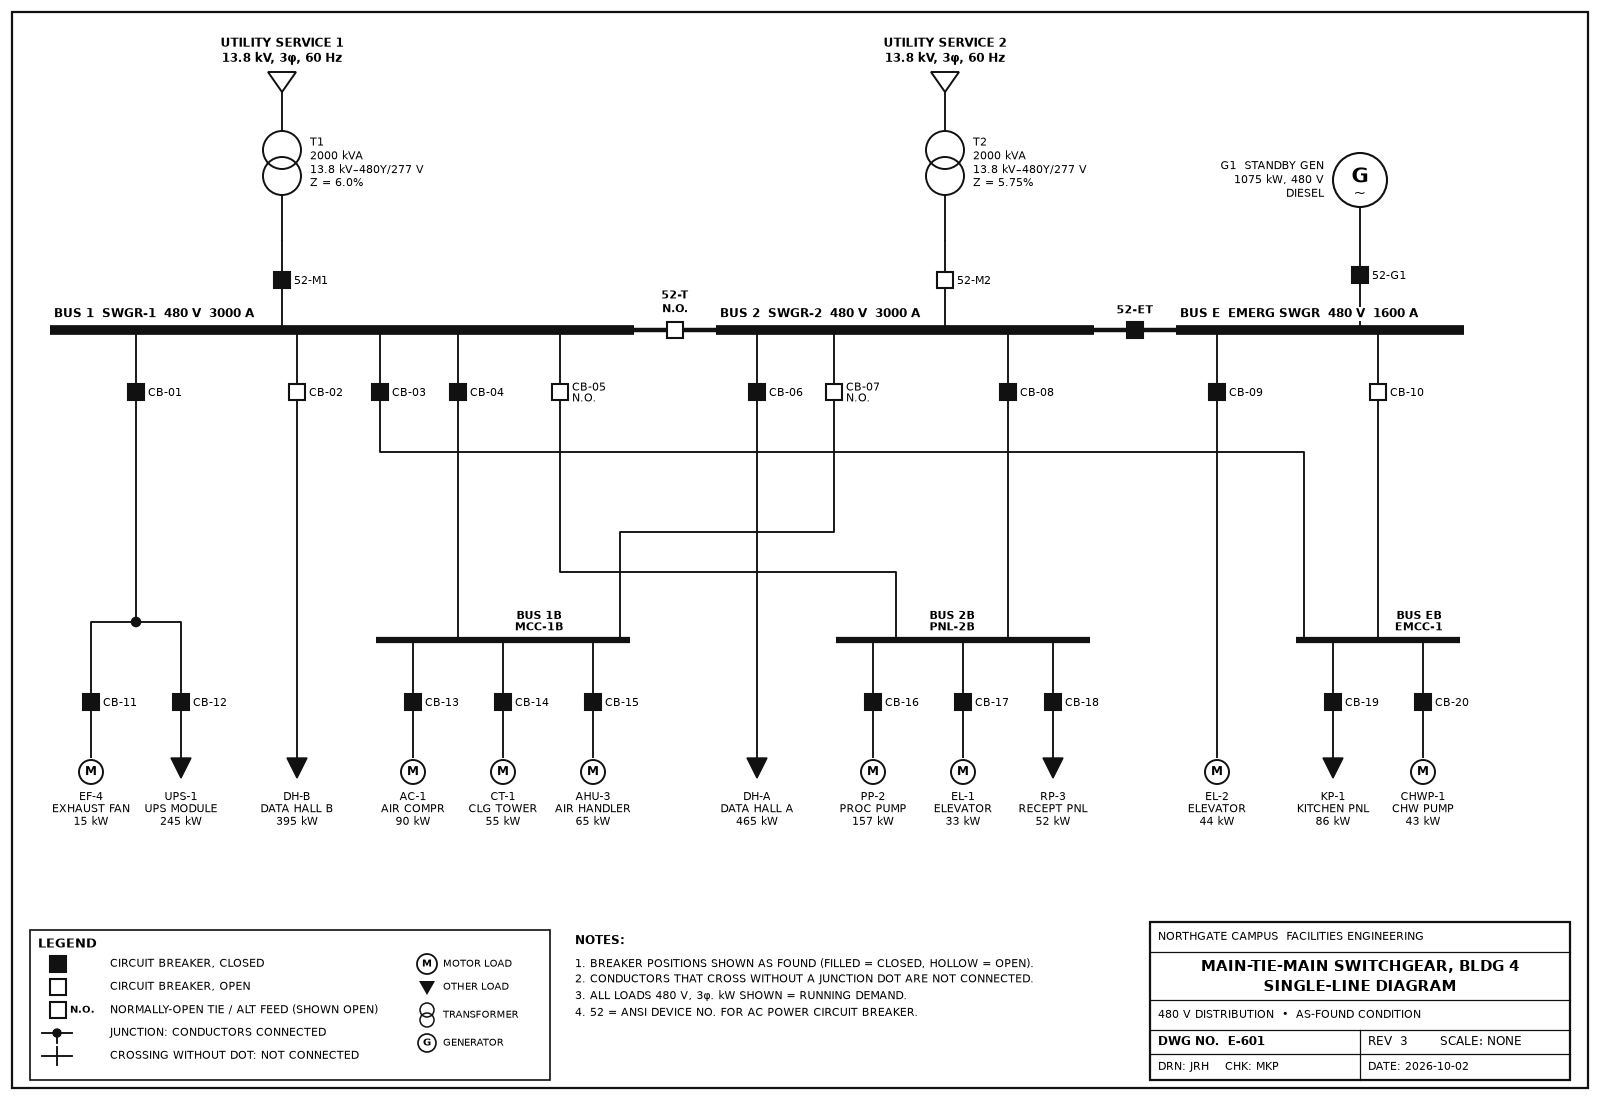 UTILITY SERVICE 1
13.8 kV, 3φ, 60 Hz
UTILITY SERVICE 2
13.8 kV, 3φ, 60 Hz
T1
2000 kVA
13.8 kV–480Y/277 V
Z = 6.0%
T2
2000 kVA
13.8 kV–480Y/277 V
Z = 5.75%
G1 STANDBY GEN
1075 kW, 480 V
DIESEL
G
~
52-M1
52-M2
52-G1
BUS 1 SWGR-1 480 V 3000 A
52-T
N.O.
BUS 2 SWGR-2 480 V 3000 A
52-ET
BUS E EMERG SWGR 480 V 1600 A
CB-01
CB-02
CB-03
CB-04
CB-05
N.O.
CB-06
CB-07
N.O.
CB-08
CB-09
CB-10
BUS 1B
MCC-1B
BUS 2B
PNL-2B
BUS EB
EMCC-1
CB-11
CB-12
CB-13
CB-14
CB-15
CB-16
CB-17
CB-18
CB-19
CB-20
M
EF-4
EXHAUST FAN
15 kW
UPS-1
UPS MODULE
245 kW
DH-B
DATA HALL B
395 kW
M
AC-1
AIR COMPR
90 kW
M
CT-1
CLG TOWER
55 kW
M
AHU-3
AIR HANDLER
65 kW
DH-A
DATA HALL A
465 kW
M
PP-2
PROC PUMP
157 kW
M
EL-1
ELEVATOR
33 kW
RP-3
RECEPT PNL
52 kW
M
EL-2
ELEVATOR
44 kW
KP-1
KITCHEN PNL
86 kW
M
CHWP-1
CHW PUMP
43 kW
LEGEND
CIRCUIT BREAKER, CLOSED
CIRCUIT BREAKER, OPEN
N.O. NORMALLY-OPEN TIE / ALT FEED (SHOWN OPEN)
JUNCTION: CONDUCTORS CONNECTED
CROSSING WITHOUT DOT: NOT CONNECTED
M MOTOR LOAD
OTHER LOAD
TRANSFORMER
G GENERATOR
NOTES:
1. BREAKER POSITIONS SHOWN AS FOUND (FILLED = CLOSED, HOLLOW = OPEN).
2. CONDUCTORS THAT CROSS WITHOUT A JUNCTION DOT ARE NOT CONNECTED.
3. ALL LOADS 480 V, 3φ. kW SHOWN = RUNNING DEMAND.
4. 52 = ANSI DEVICE NO. FOR AC POWER CIRCUIT BREAKER.
NORTHGATE CAMPUS FACILITIES ENGINEERING
MAIN-TIE-MAIN SWITCHGEAR, BLDG 4
SINGLE-LINE DIAGRAM
480 V DISTRIBUTION • AS-FOUND CONDITION
DWG NO. E-601
REV 3 SCALE: NONE
DRN: JRH CHK: MKP
DATE: 2026-10-02